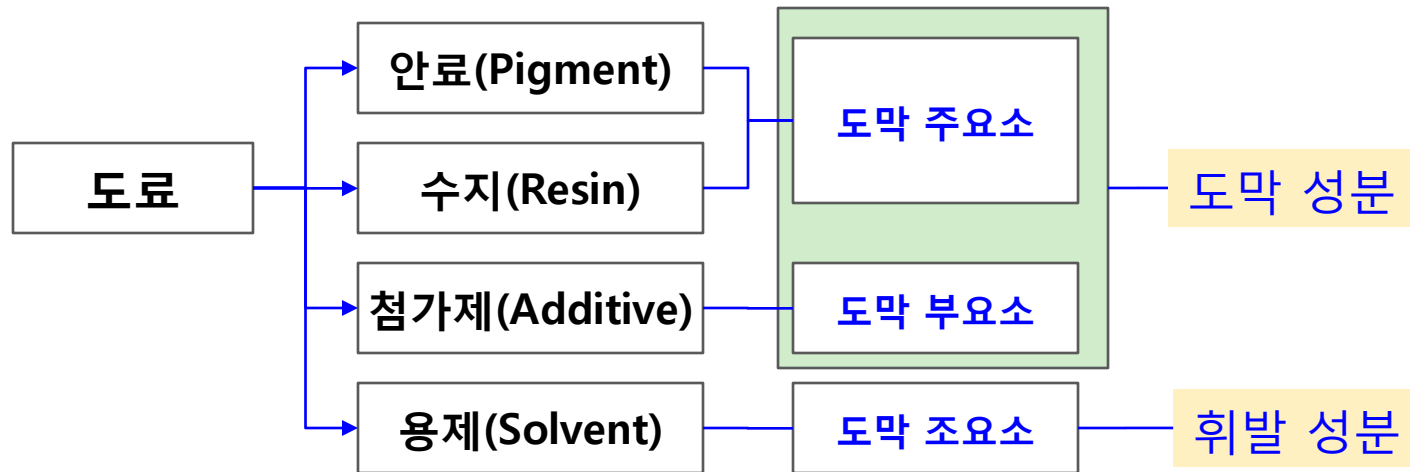 도료
안료(Pigment)
수지(Resin)
첨가제(Additive)
용제(Solvent)
도막 주요소
도막 부요소
도막 조요소
도막 성분
휘발 성분